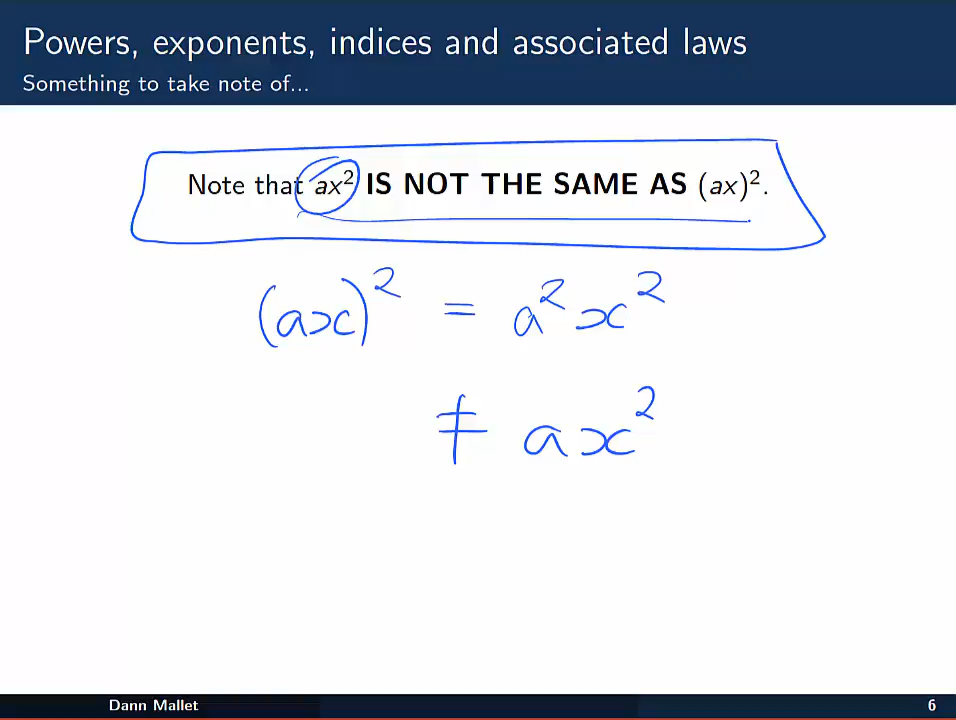 Powers, exponents, indices and associated laws
Something to take note of...
Note that ax² IS NOT THE SAME AS (ax)².
(ax)² = a²x²
≠ ax²
Dann Mallet 6